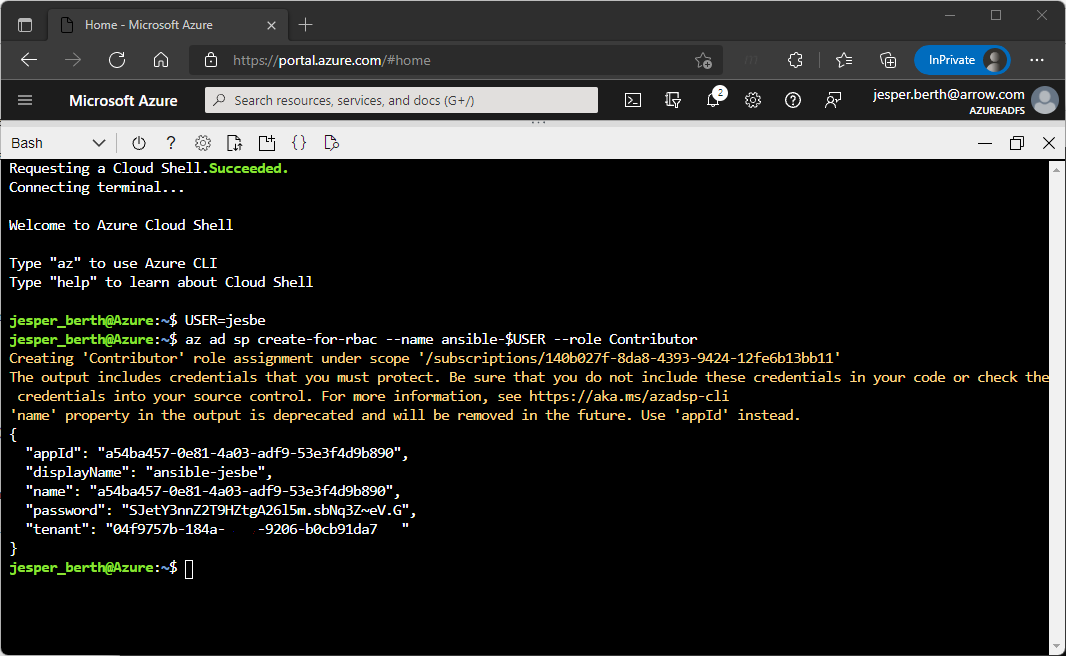 Home - Microsoft Azure
https://portal.azure.com/#home
InPrivate
Microsoft Azure
Search resources, services, and docs (G+/)
2
jesper.berth@arrow.com
AZUREADFS
Bash
Requesting a Cloud Shell.Succeeded.
Connecting terminal...
Welcome to Azure Cloud Shell
Type "az" to use Azure CLI
Type "help" to learn about Cloud Shell
jesper_berth@Azure:~$ USER=jesbe
jesper_berth@Azure:~$ az ad sp create-for-rbac --name ansible-$USER --role Contributor
Creating 'Contributor' role assignment under scope '/subscriptions/140b027f-8da8-4393-9424-12fe6b13bb11'
The output includes credentials that you must protect. Be sure that you do not include these credentials in your code or check the
credentials into your source control. For more information, see https://aka.ms/azadsp-cli
'name' property in the output is deprecated and will be removed in the future. Use 'appId' instead.
{
"appId": "a54ba457-0e81-4a03-adf9-53e3f4d9b890",
"displayName": "ansible-jesbe",
"name": "a54ba457-0e81-4a03-adf9-53e3f4d9b890",
"password": "SJetY3nnZ2T9HZtgA26l5m.sbNq3Z~eV.G",
"tenant": "04f9757b-184a-    -9206-b0cb91da7   "
}
jesper_berth@Azure:~$